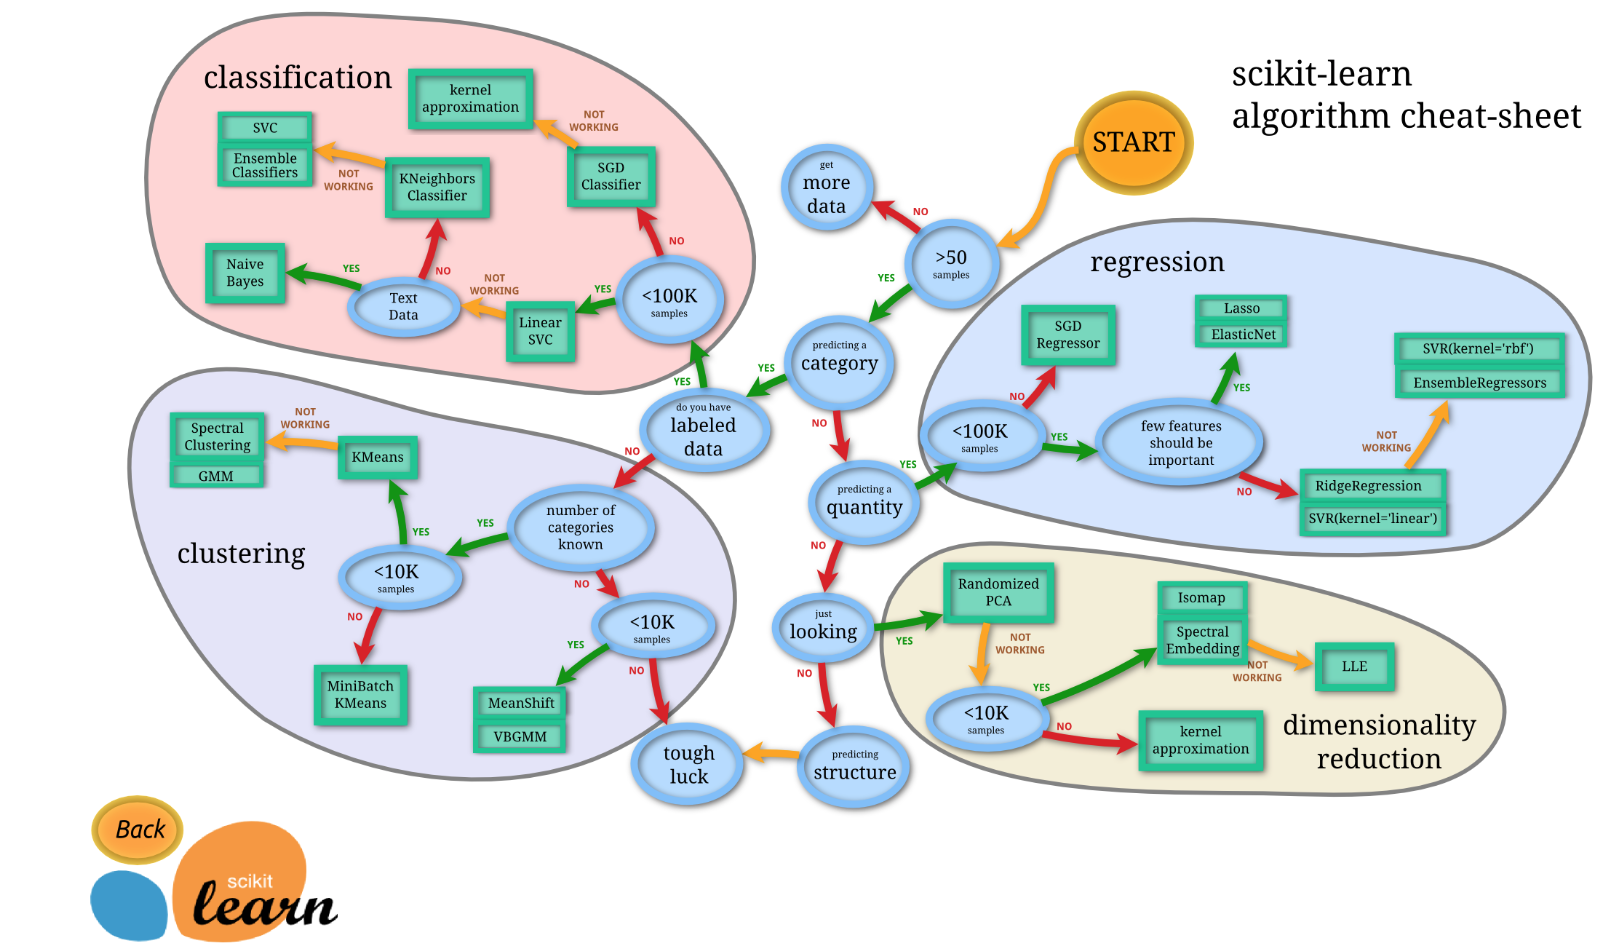 scikit-learn
algorithm cheat-sheet
START
classification
kernel
approximation
NOT
WORKING
SVC
Ensemble
Classifiers
NOT
WORKING
KNeighbors
Classifier
SGD
Classifier
NO
Naive
Bayes
YES
NO
Text
Data
NOT
WORKING
Linear
SVC
YES
<100K
samples
YES
get
more
data
NO
>50
samples
YES
predicting a
category
YES
NO
do you have
labeled
data
NO
predicting a
quantity
YES
NO
just
looking
YES
NO
predicting
structure
tough
luck
regression
SGD
Regressor
NO
<100K
samples
YES
Lasso
ElasticNet
YES
few features
should be
important
NO
SVR(kernel='rbf')
EnsembleRegressors
NOT
WORKING
RidgeRegression
SVR(kernel='linear')
clustering
Spectral
Clustering
GMM
NOT
WORKING
KMeans
YES
<10K
samples
YES
number of
categories
known
NO
NO
MiniBatch
KMeans
<10K
samples
YES
NO
MeanShift
VBGMM
dimensionality
reduction
Randomized
PCA
NOT
WORKING
<10K
samples
YES
NO
Isomap
Spectral
Embedding
NOT
WORKING
LLE
kernel
approximation
Back
scikit
learn